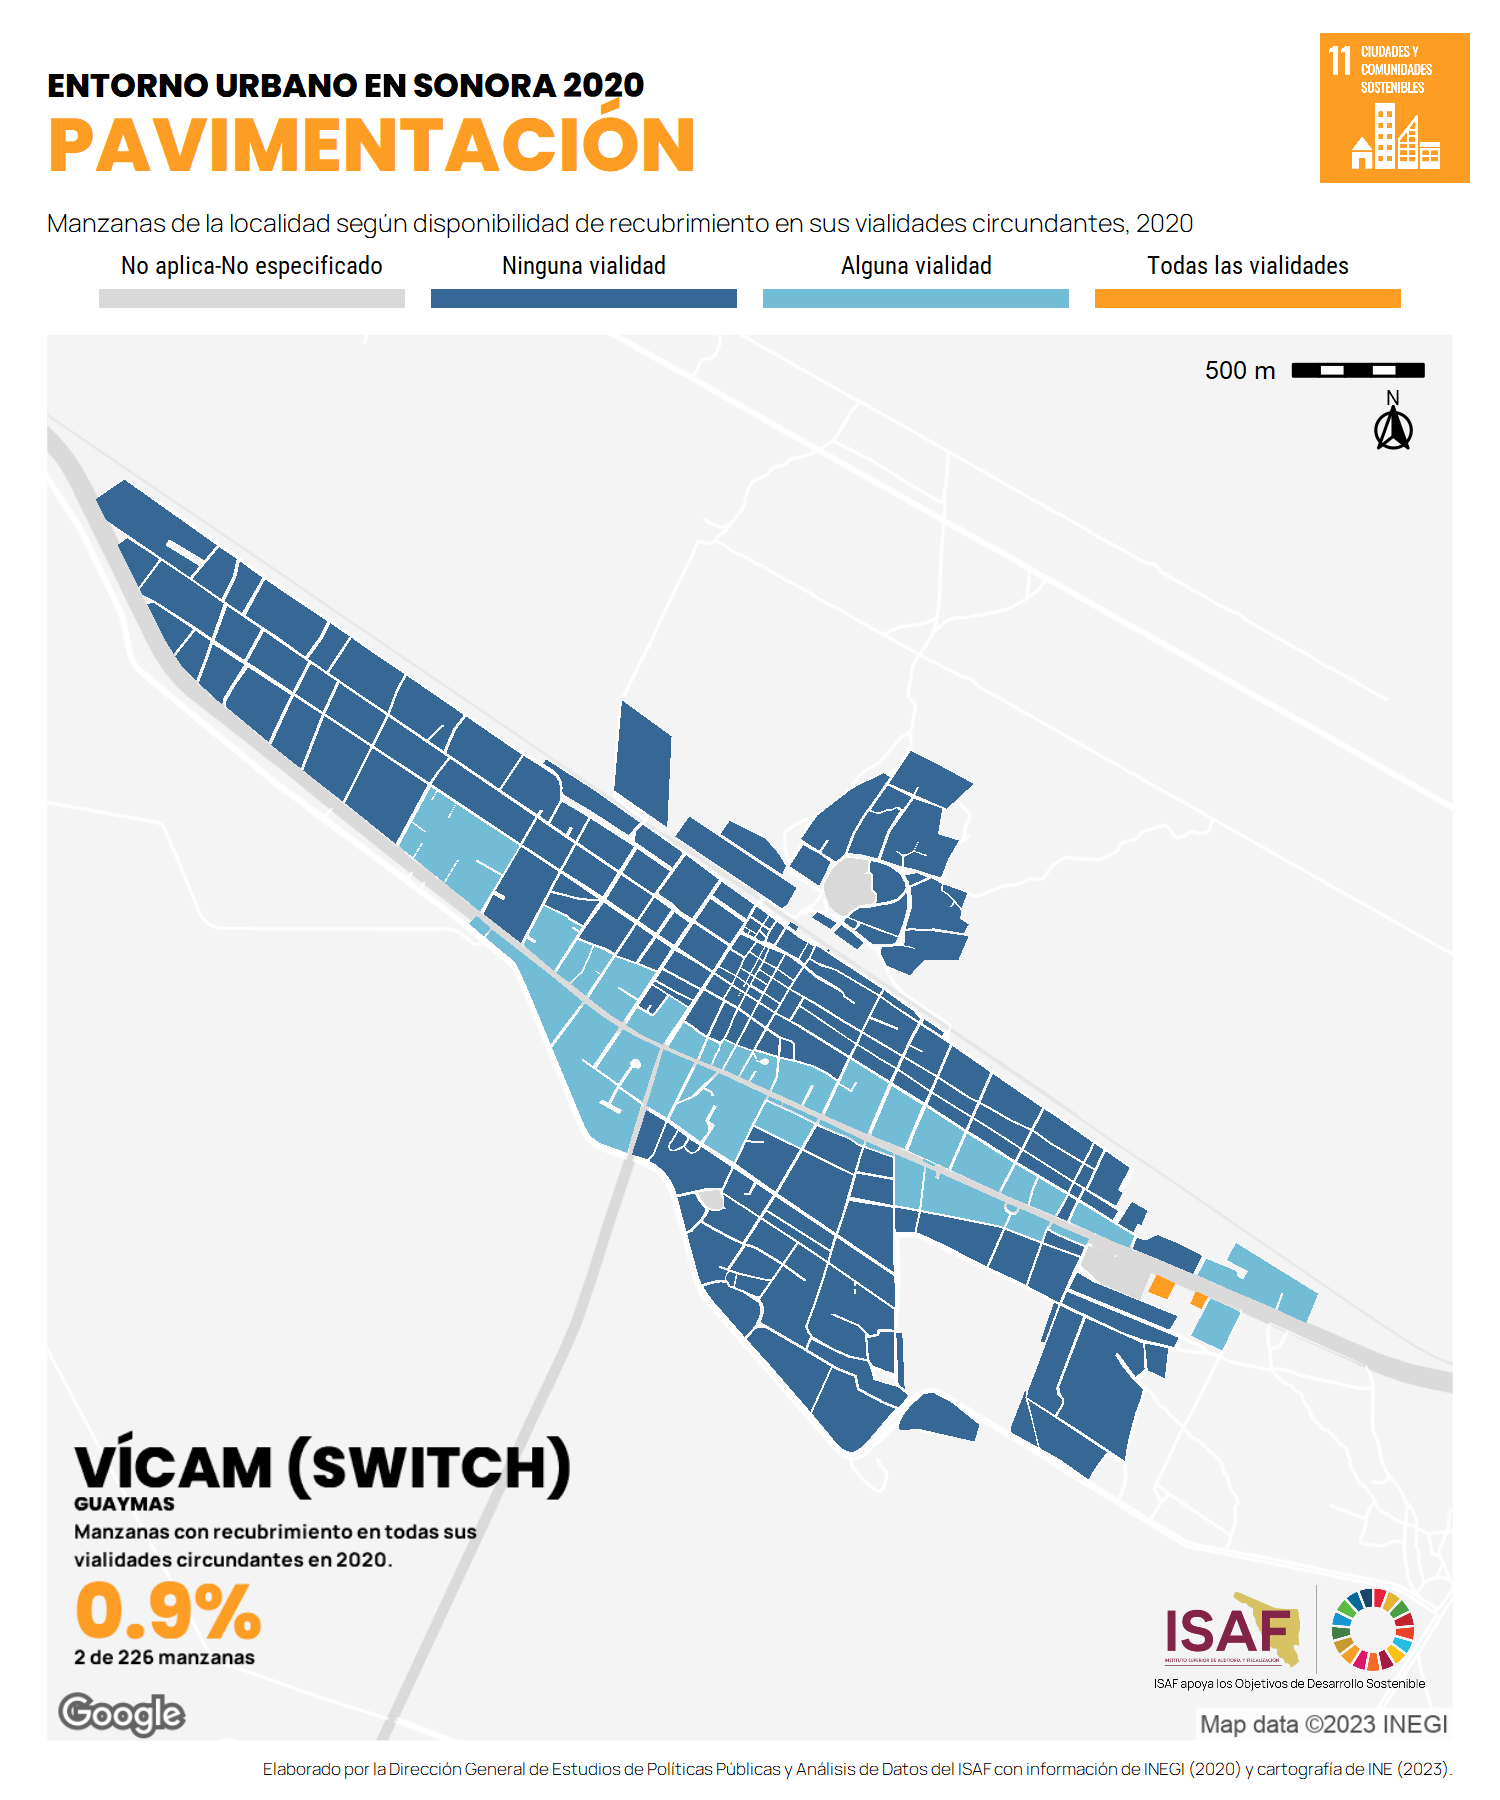 ENTORNO URBANO EN SONORA 2020
PAVIMENTACIÓN
11 CIUDADES Y
COMUNIDADES
SOSTENIBLES
Manzanas de la localidad según disponibilidad de recubrimiento en sus vialidades circundantes, 2020
No aplica-No especificado
Ninguna vialidad
Alguna vialidad
Todas las vialidades
500 m
N
VÍCAM (SWITCH)
GUAYMAS
Manzanas con recubrimiento en todas sus
vialidades circundantes en 2020.
0.9%
2 de 226 manzanas
ISAF
INSTITUTO SUPERIOR DE AUDITORÍA Y FISCALIZACIÓN
ISAF apoya los Objetivos de Desarrollo Sostenible
Google
Map data ©2023 INEGI
Elaborado por la Dirección General de Estudios de Políticas Públicas y Análisis de Datos del ISAF con información de INEGI (2020) y cartografía de INE (2023).